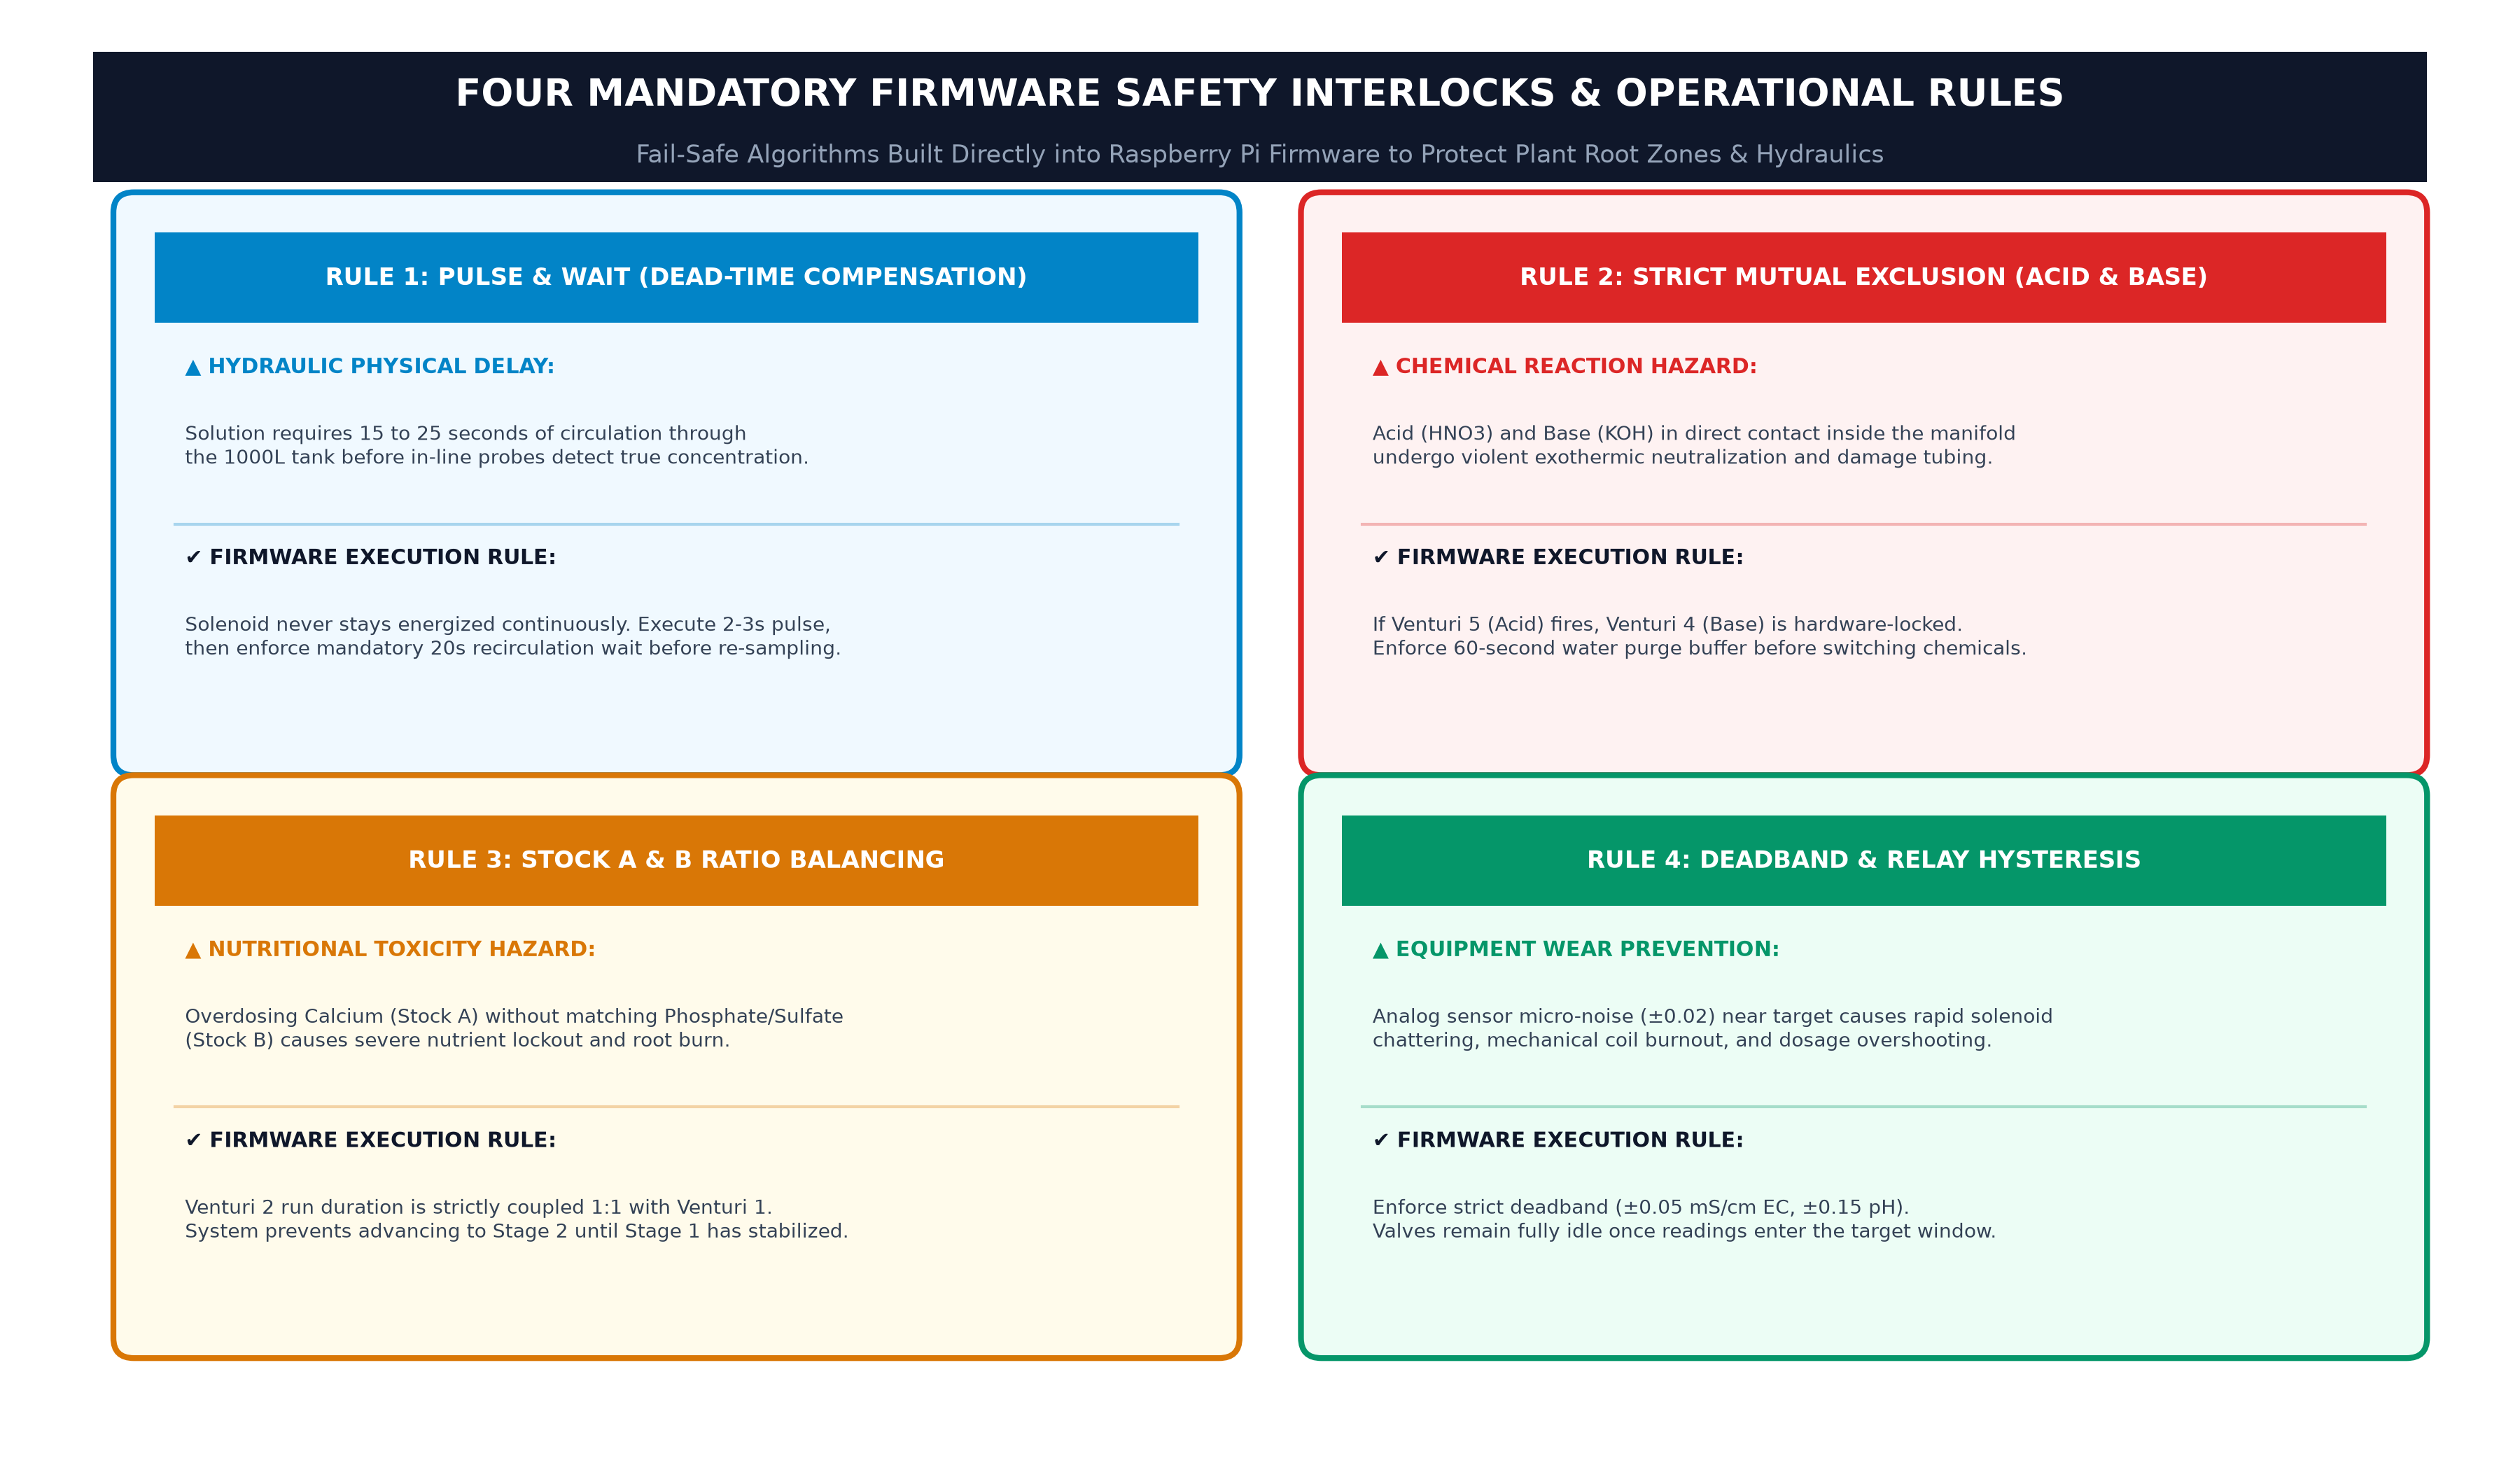 FOUR MANDATORY FIRMWARE SAFETY INTERLOCKS & OPERATIONAL RULES
Fail-Safe Algorithms Built Directly into Raspberry Pi Firmware to Protect Plant Root Zones & Hydraulics
RULE 1: PULSE & WAIT (DEAD-TIME COMPENSATION)
▲ HYDRAULIC PHYSICAL DELAY:
Solution requires 15 to 25 seconds of circulation through
the 1000L tank before in-line probes detect true concentration.
✔ FIRMWARE EXECUTION RULE:
Solenoid never stays energized continuously. Execute 2-3s pulse,
then enforce mandatory 20s recirculation wait before re-sampling.
RULE 2: STRICT MUTUAL EXCLUSION (ACID & BASE)
▲ CHEMICAL REACTION HAZARD:
Acid (HNO3) and Base (KOH) in direct contact inside the manifold
undergo violent exothermic neutralization and damage tubing.
✔ FIRMWARE EXECUTION RULE:
If Venturi 5 (Acid) fires, Venturi 4 (Base) is hardware-locked.
Enforce 60-second water purge buffer before switching chemicals.
RULE 3: STOCK A & B RATIO BALANCING
▲ NUTRITIONAL TOXICITY HAZARD:
Overdosing Calcium (Stock A) without matching Phosphate/Sulfate
(Stock B) causes severe nutrient lockout and root burn.
✔ FIRMWARE EXECUTION RULE:
Venturi 2 run duration is strictly coupled 1:1 with Venturi 1.
System prevents advancing to Stage 2 until Stage 1 has stabilized.
RULE 4: DEADBAND & RELAY HYSTERESIS
▲ EQUIPMENT WEAR PREVENTION:
Analog sensor micro-noise (±0.02) near target causes rapid solenoid
chattering, mechanical coil burnout, and dosage overshooting.
✔ FIRMWARE EXECUTION RULE:
Enforce strict deadband (±0.05 mS/cm EC, ±0.15 pH).
Valves remain fully idle once readings enter the target window.